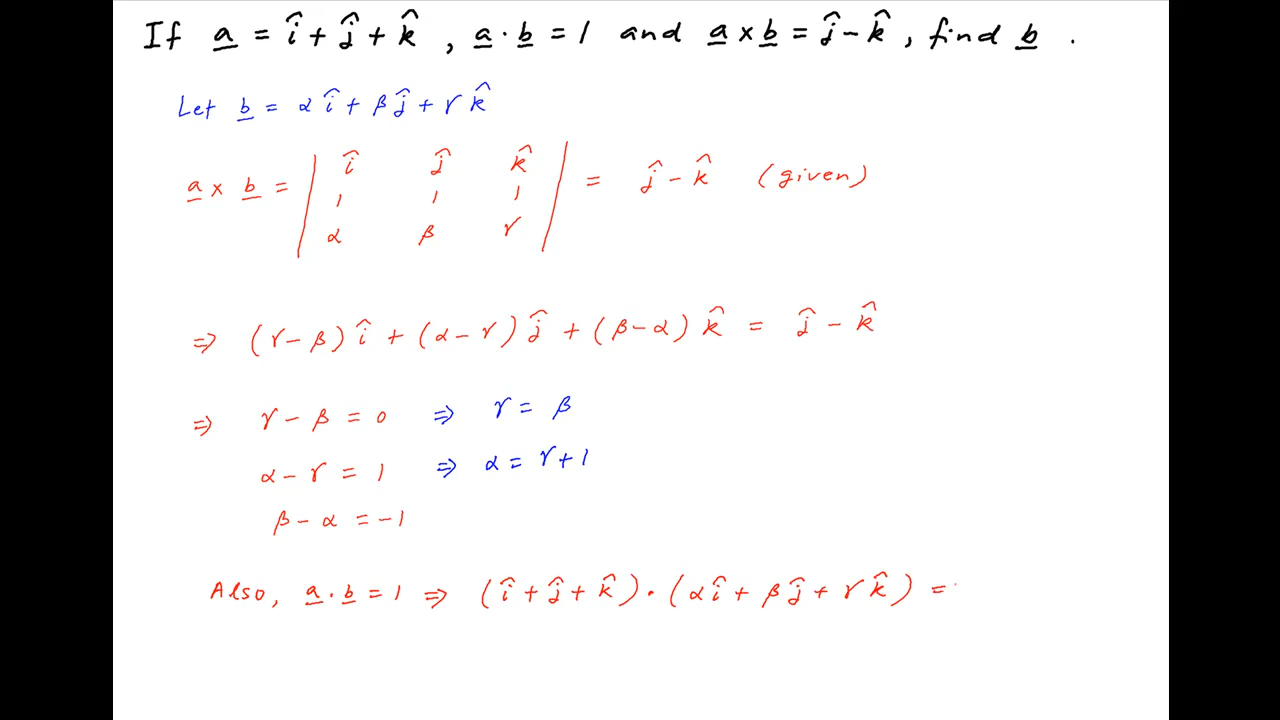 If a = î + ĵ + k̂ , a · b = 1 and a × b = ĵ − k̂ , find b .
Let b = α î + β ĵ + γ k̂
a × b = | î ĵ k̂ | = ĵ − k̂ (given)
1 1 1
α β γ
⇒ (γ − β) î + (α − γ) ĵ + (β − α) k̂ = ĵ − k̂
⇒ γ − β = 0 ⇒ γ = β
α − γ = 1 ⇒ α = γ + 1
β − α = −1
Also, a · b = 1 ⇒ (î + ĵ + k̂) · (α î + β ĵ + γ k̂) =